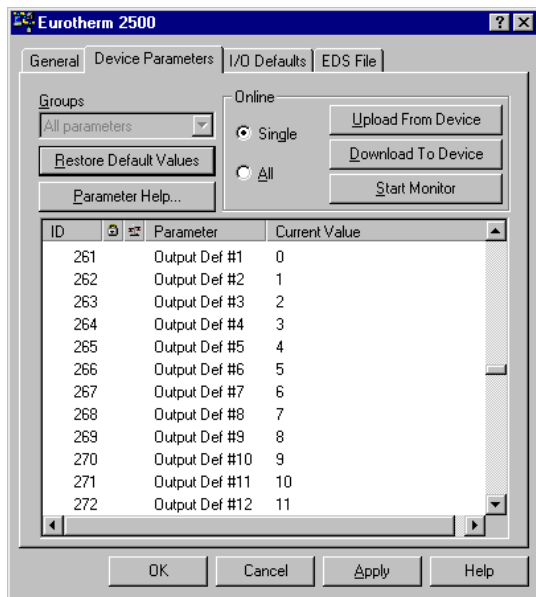 Eurotherm 2500
General Device Parameters I/O Defaults EDS File
Groups
All parameters
Restore Default Values
Parameter Help...
Online
Single
All
Upload From Device
Download To Device
Start Monitor
ID Parameter Current Value
261 Output Def #1 0
262 Output Def #2 1
263 Output Def #3 2
264 Output Def #4 3
265 Output Def #5 4
266 Output Def #6 5
267 Output Def #7 6
268 Output Def #8 7
269 Output Def #9 8
270 Output Def #10 9
271 Output Def #11 10
272 Output Def #12 11
OK Cancel Apply Help